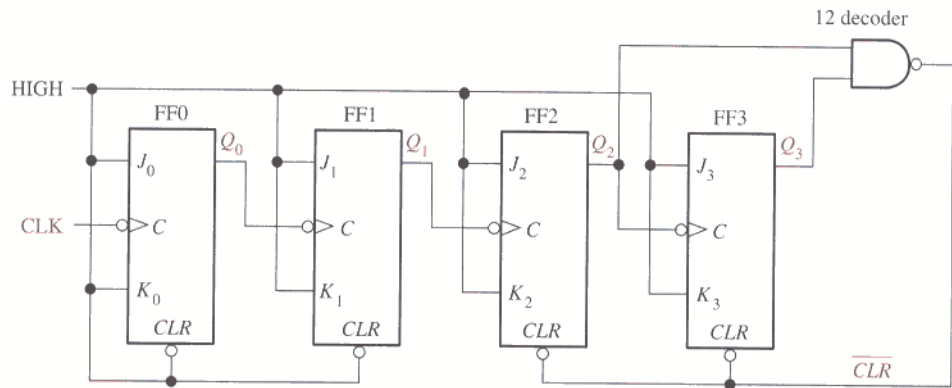 12 decoder
HIGH
FF0 FF1 FF2 FF3
Q0 Q1 Q2 Q3
J0 J1 J2 J3
CLK C C C C
K0 K1 K2 K3
CLR CLR CLR CLR
CLR